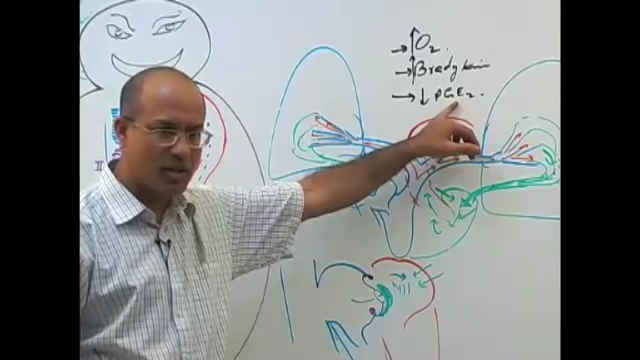 → ↑O2.
→ ↑Bradykinin
→ ↓ PGE2.